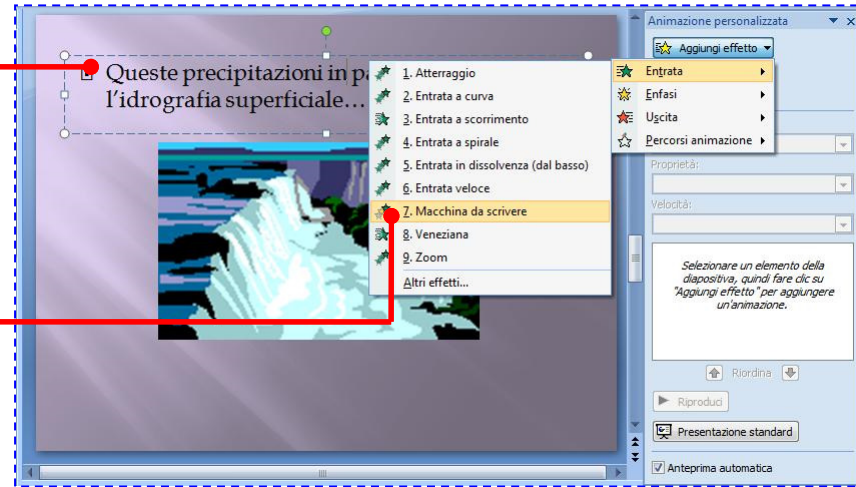 Animazione personalizzata
Aggiungi effetto
Queste precipitazioni in
l'idrografia superficiale...
1. Atterraggio
2. Entrata a curva
3. Entrata a scorrimento
4. Entrata a spirale
5. Entrata in dissolvenza (dal basso)
6. Entrata veloce
7. Macchina da scrivere
8. Veneziana
9. Zoom
Altri effetti...
Entrata
Enfasi
Uscita
Percorsi animazione
Proprietà:
Velocità:
Selezionare un elemento della
diapositiva, quindi fare clic su
"Aggiungi effetto" per aggiungere
un'animazione.
Riordina
Riproduci
Presentazione standard
Anteprima automatica